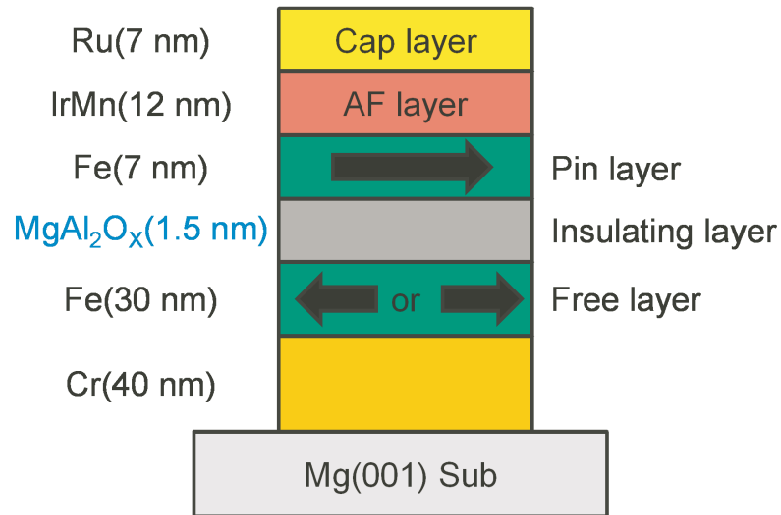 Ru(7 nm) Cap layer
IrMn(12 nm) AF layer
Fe(7 nm) Pin layer
MgAl₂Oₓ(1.5 nm) Insulating layer
Fe(30 nm) or Free layer
Cr(40 nm)
Mg(001) Sub